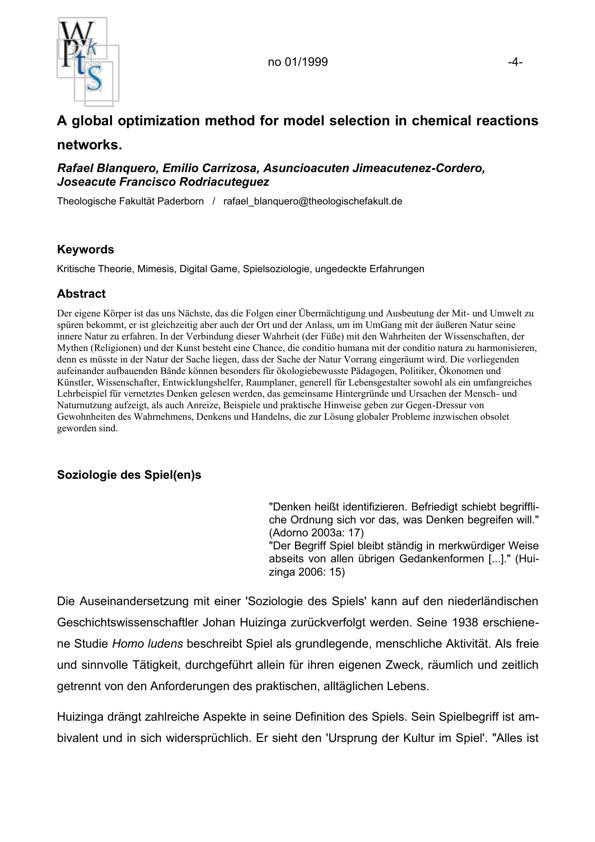 W
P k
t
S
no 01/1999 -4-
A global optimization method for model selection in chemical reactions
networks.
Rafael Blanquero, Emilio Carrizosa, Asuncioacuten Jimeacutenez-Cordero,
Joseacute Francisco Rodriacuteguez
Theologische Fakultät Paderborn / rafael_blanquero@theologischefakult.de
Keywords
Kritische Theorie, Mimesis, Digital Game, Spielsoziologie, ungedeckte Erfahrungen
Abstract
Der eigene Körper ist das uns Nächste, das die Folgen einer Übermächtigung und Ausbeutung der Mit- und Umwelt zu
spüren bekommt, er ist gleichzeitig aber auch der Ort und der Anlass, um im UmGang mit der äußeren Natur seine
innere Natur zu erfahren. In der Verbindung dieser Wahrheit (der Füße) mit den Wahrheiten der Wissenschaften, der
Mythen (Religionen) und der Kunst besteht eine Chance, die conditio humana mit der conditio natura zu harmonisieren,
denn es müsste in der Natur der Sache liegen, dass der Sache der Natur Vorrang eingeräumt wird. Die vorliegenden
aufeinander aufbauenden Bände können besonders für ökologiebewusste Pädagogen, Politiker, Ökonomen und
Künstler, Wissenschafter, Entwicklungshelfer, Raumplaner, generell für Lebensgestalter sowohl als ein umfangreiches
Lehrbeispiel für vernetztes Denken gelesen werden, das gemeinsame Hintergründe und Ursachen der Mensch- und
Naturnutzung aufzeigt, als auch Anreize, Beispiele und praktische Hinweise geben zur Gegen-Dressur von
Gewohnheiten des Wahrnehmens, Denkens und Handelns, die zur Lösung globaler Probleme inzwischen obsolet
geworden sind.
Soziologie des Spiel(en)s
"Denken heißt identifizieren. Befriedigt schiebt begriffli-
che Ordnung sich vor das, was Denken begreifen will."
(Adorno 2003a: 17)
"Der Begriff Spiel bleibt ständig in merkwürdiger Weise
abseits von allen übrigen Gedankenformen [...]." (Hui-
zinga 2006: 15)
Die Auseinandersetzung mit einer 'Soziologie des Spiels' kann auf den niederländischen
Geschichtswissenschaftler Johan Huizinga zurückverfolgt werden. Seine 1938 erschiene-
ne Studie Homo ludens beschreibt Spiel als grundlegende, menschliche Aktivität. Als freie
und sinnvolle Tätigkeit, durchgeführt allein für ihren eigenen Zweck, räumlich und zeitlich
getrennt von den Anforderungen des praktischen, alltäglichen Lebens.
Huizinga drängt zahlreiche Aspekte in seine Definition des Spiels. Sein Spielbegriff ist am-
bivalent und in sich widersprüchlich. Er sieht den 'Ursprung der Kultur im Spiel'. "Alles ist